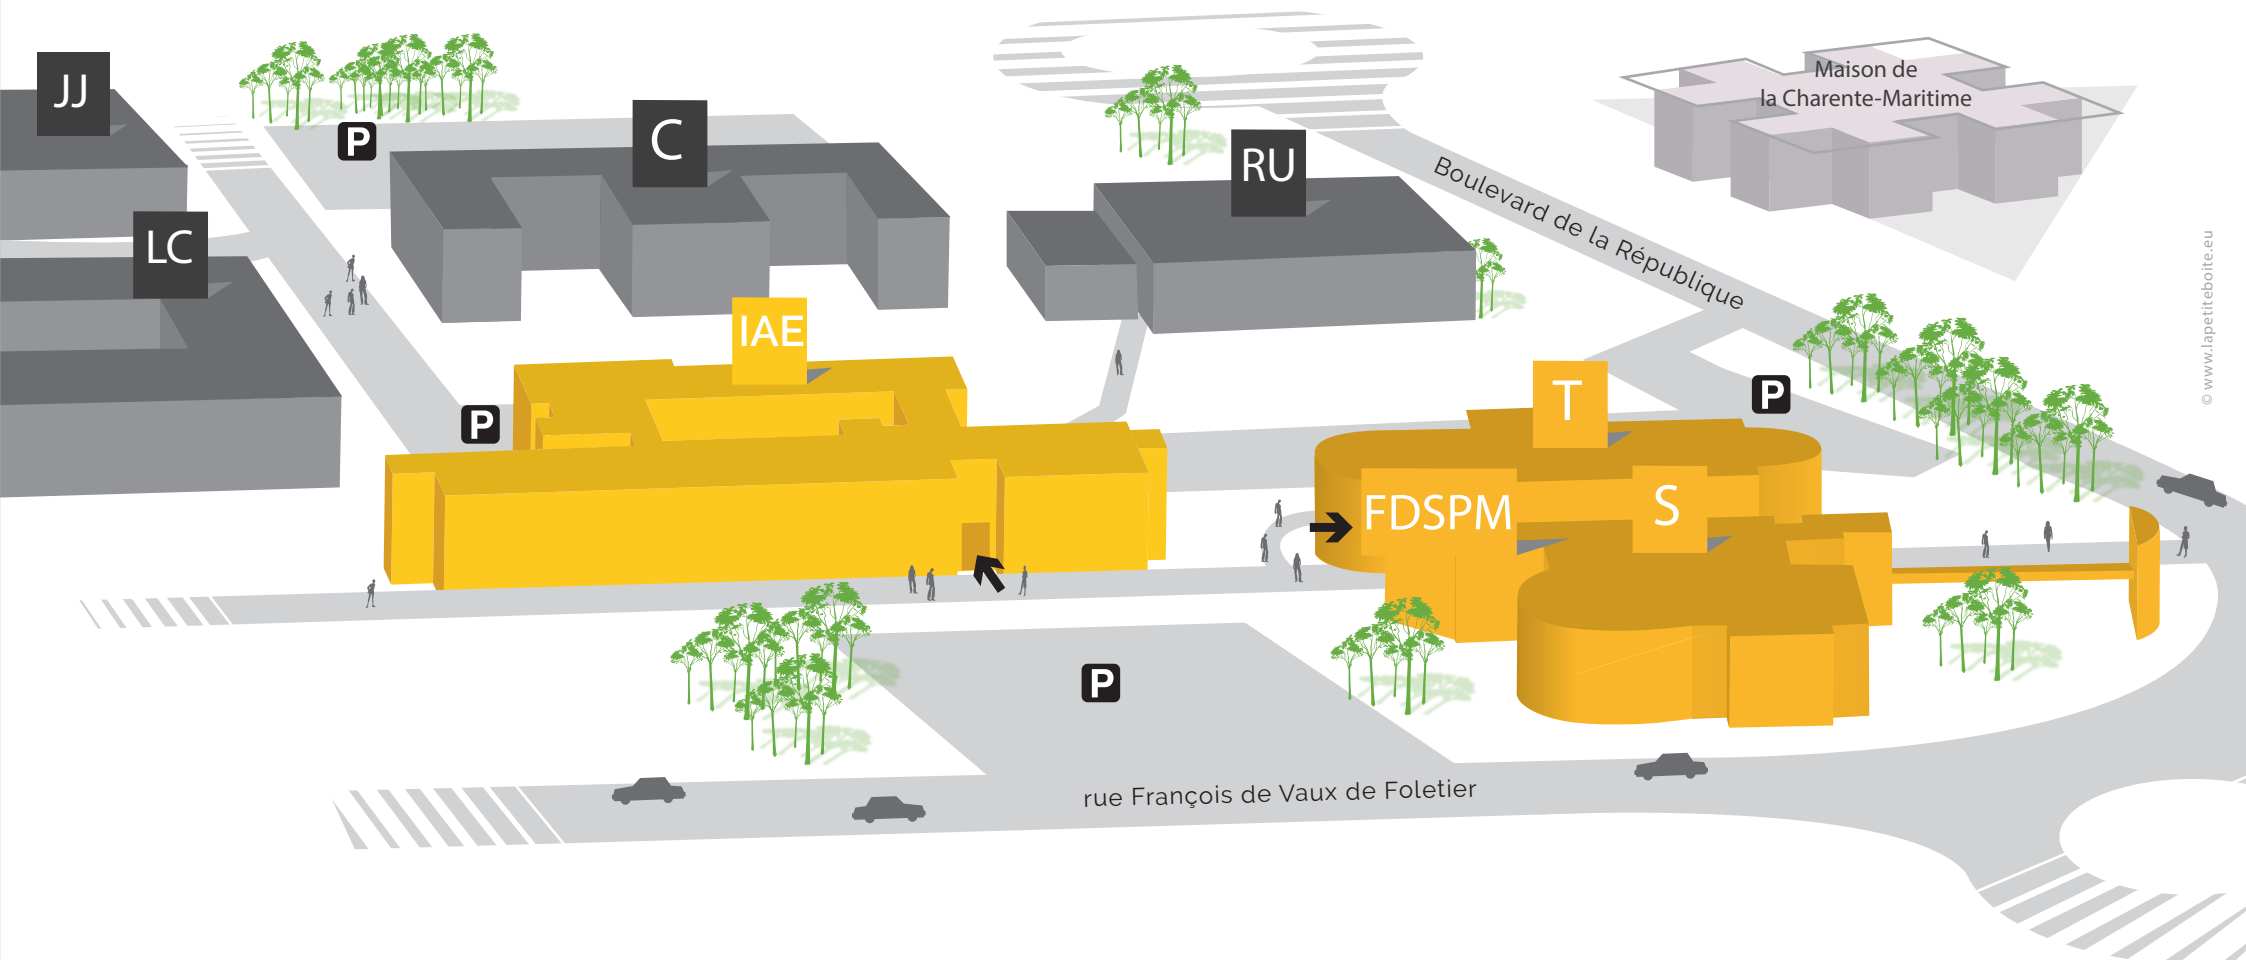 JJ
P
C
RU
Maison de
la Charente-Maritime
Boulevard de la République
LC
IAE
P
T
P
FDSPM
S
P
rue François de Vaux de Foletier
© www.lapetiteboite.eu